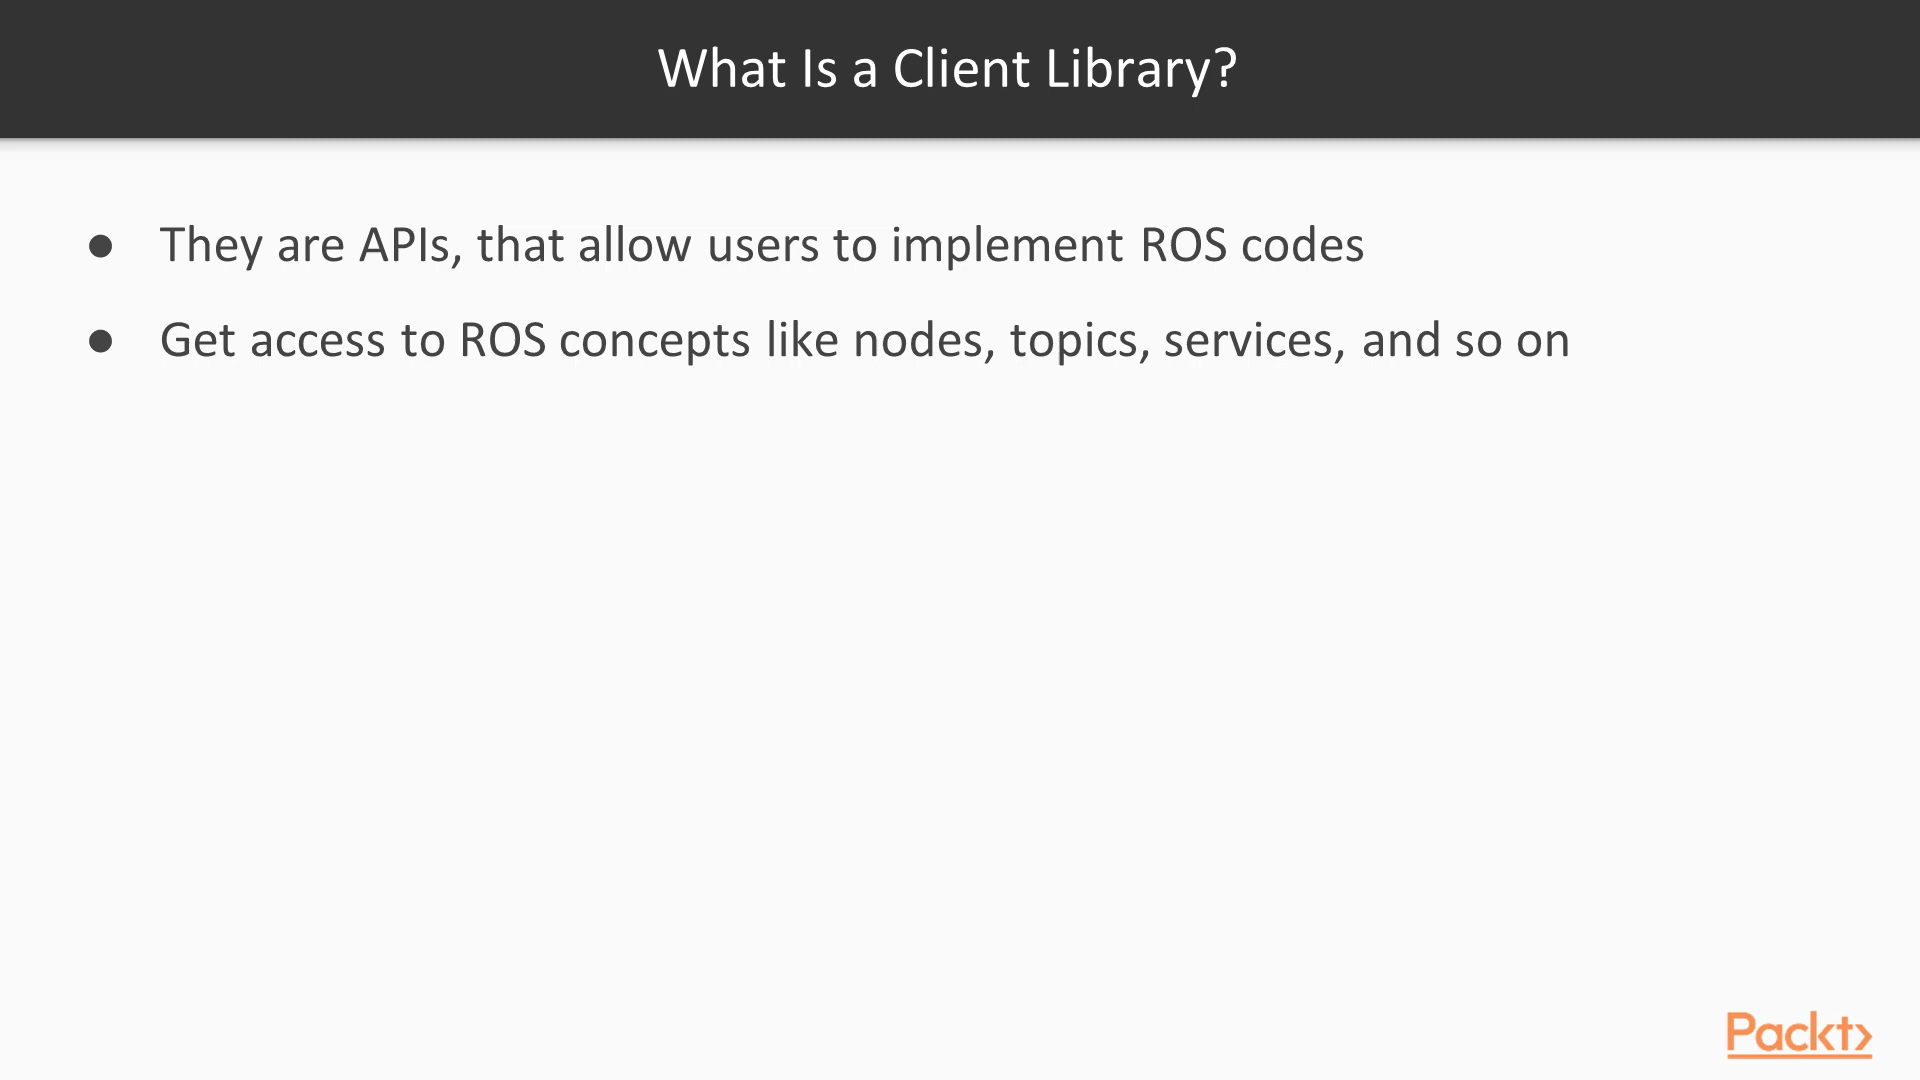 What Is a Client Library?
● They are APIs, that allow users to implement ROS codes
● Get access to ROS concepts like nodes, topics, services, and so on
Packt>